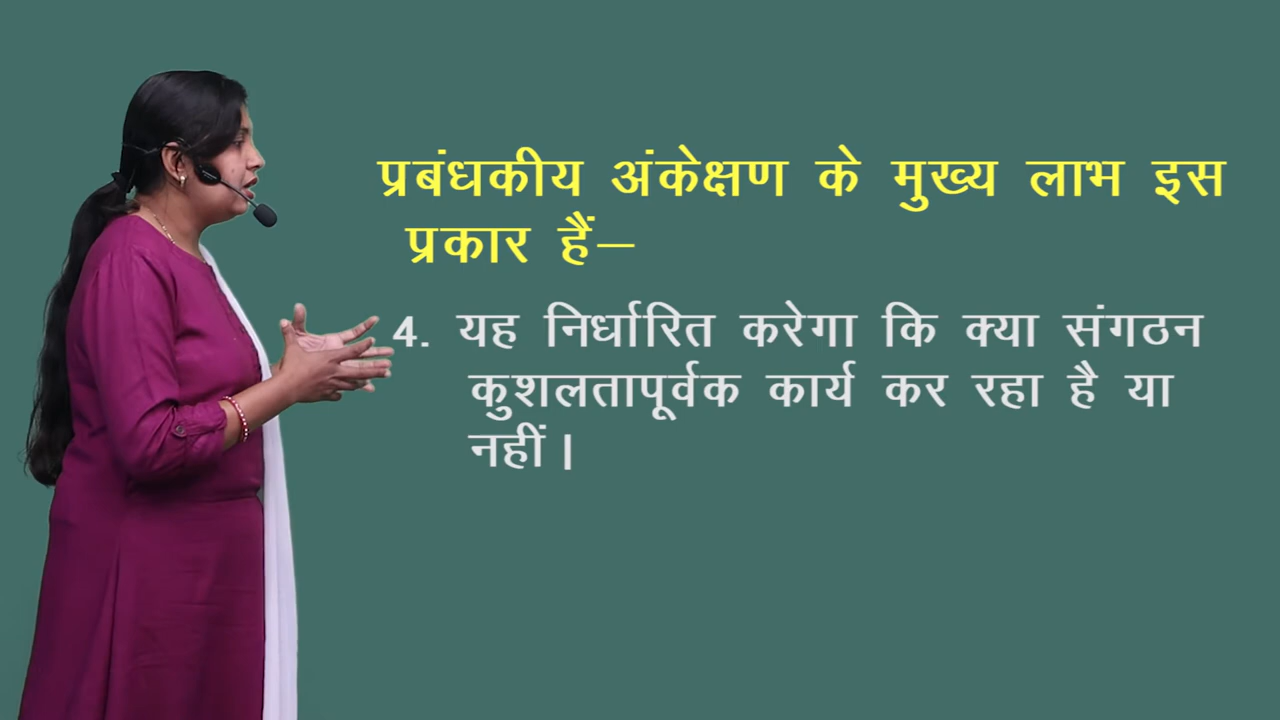 प्रबंधकीय अंकेक्षण के मुख्य लाभ इस
प्रकार हैं–
4. यह निर्धारित करेगा कि क्या संगठन
कुशलतापूर्वक कार्य कर रहा है या
नहीं।